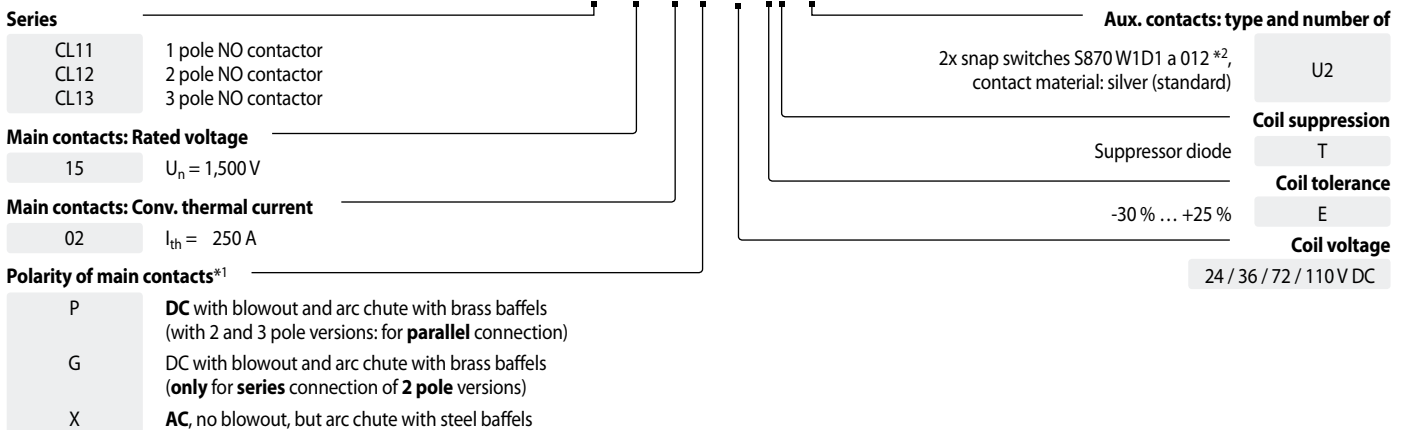 Series
CL11 1 pole NO contactor
CL12 2 pole NO contactor
CL13 3 pole NO contactor
Main contacts: Rated voltage
15 Un = 1,500 V
Main contacts: Conv. thermal current
02 Ith = 250 A
Polarity of main contacts*1
P DC with blowout and arc chute with brass baffels
(with 2 and 3 pole versions: for parallel connection)
G DC with blowout and arc chute with brass baffels
(only for series connection of 2 pole versions)
X AC, no blowout, but arc chute with steel baffels
Aux. contacts: type and number of
2x snap switches S870 W1D1 a 012 *2,
contact material: silver (standard)
U2
Coil suppression
Suppressor diode T
Coil tolerance
-30 % … +25 % E
Coil voltage
24 / 36 / 72 / 110 V DC